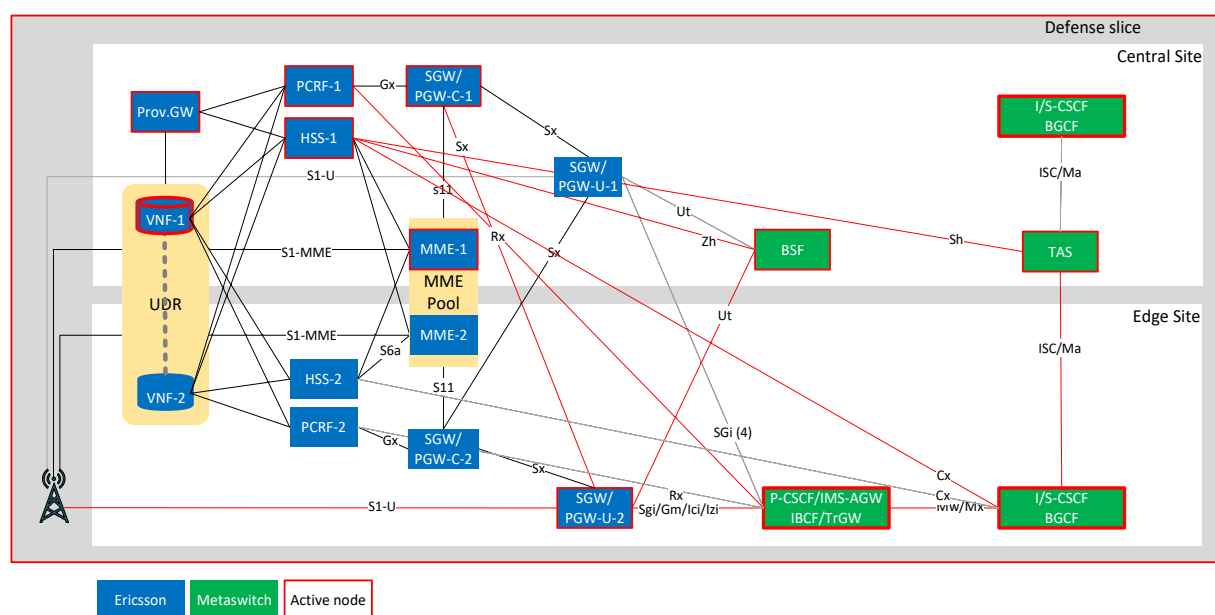 Defense slice
Central Site
PCRF-1
Gx
SGW/
PGW-C-1
I/S-CSCF
BGCF
Prov.GW
HSS-1
Sx
Sx
S1-U
SGW/
PGW-U-1
ISC/Ma
s11
VNF-1
Ut
Rx
Zh
Sh
S1-MME
MME-1
Sx
BSF
TAS
MME
Pool
UDR
Edge Site
Ut
S1-MME
MME-2
S6a
ISC/Ma
HSS-2
S11
VNF-2
PCRF-2
Gx
SGW/
PGW-C-2
SGi (4)
Sx
Cx
S1-U
SGW/
PGW-U-2
Rx
Sgi/Gm/Ici/Izi
P-CSCF/IMS-AGW
IBCF/TrGW
Cx
Mw/Mx
I/S-CSCF
BGCF
Ericsson
Metaswitch
Active node